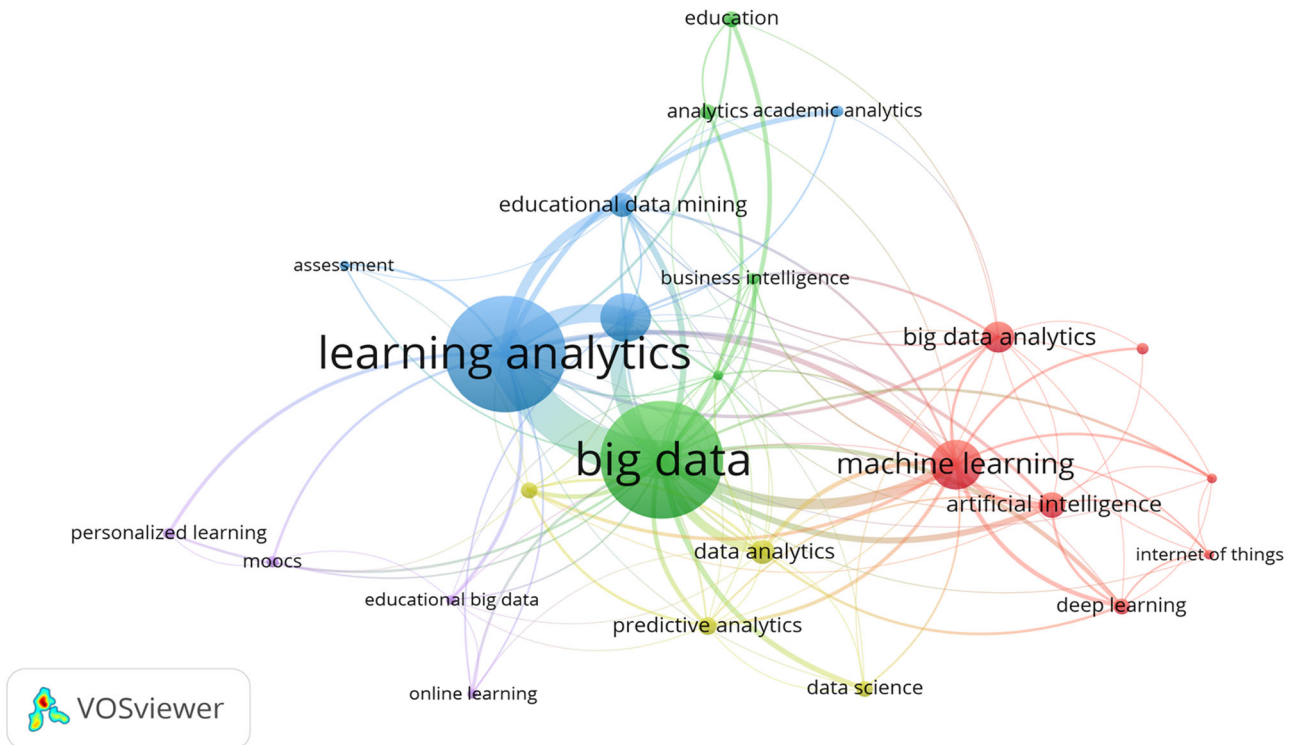 education
analytics
academic analytics
educational data mining
assessment
business intelligence
learning analytics
big data analytics
big data
machine learning
artificial intelligence
personalized learning
moocs
data analytics
internet of things
educational big data
deep learning
predictive analytics
online learning
data science
VOSviewer